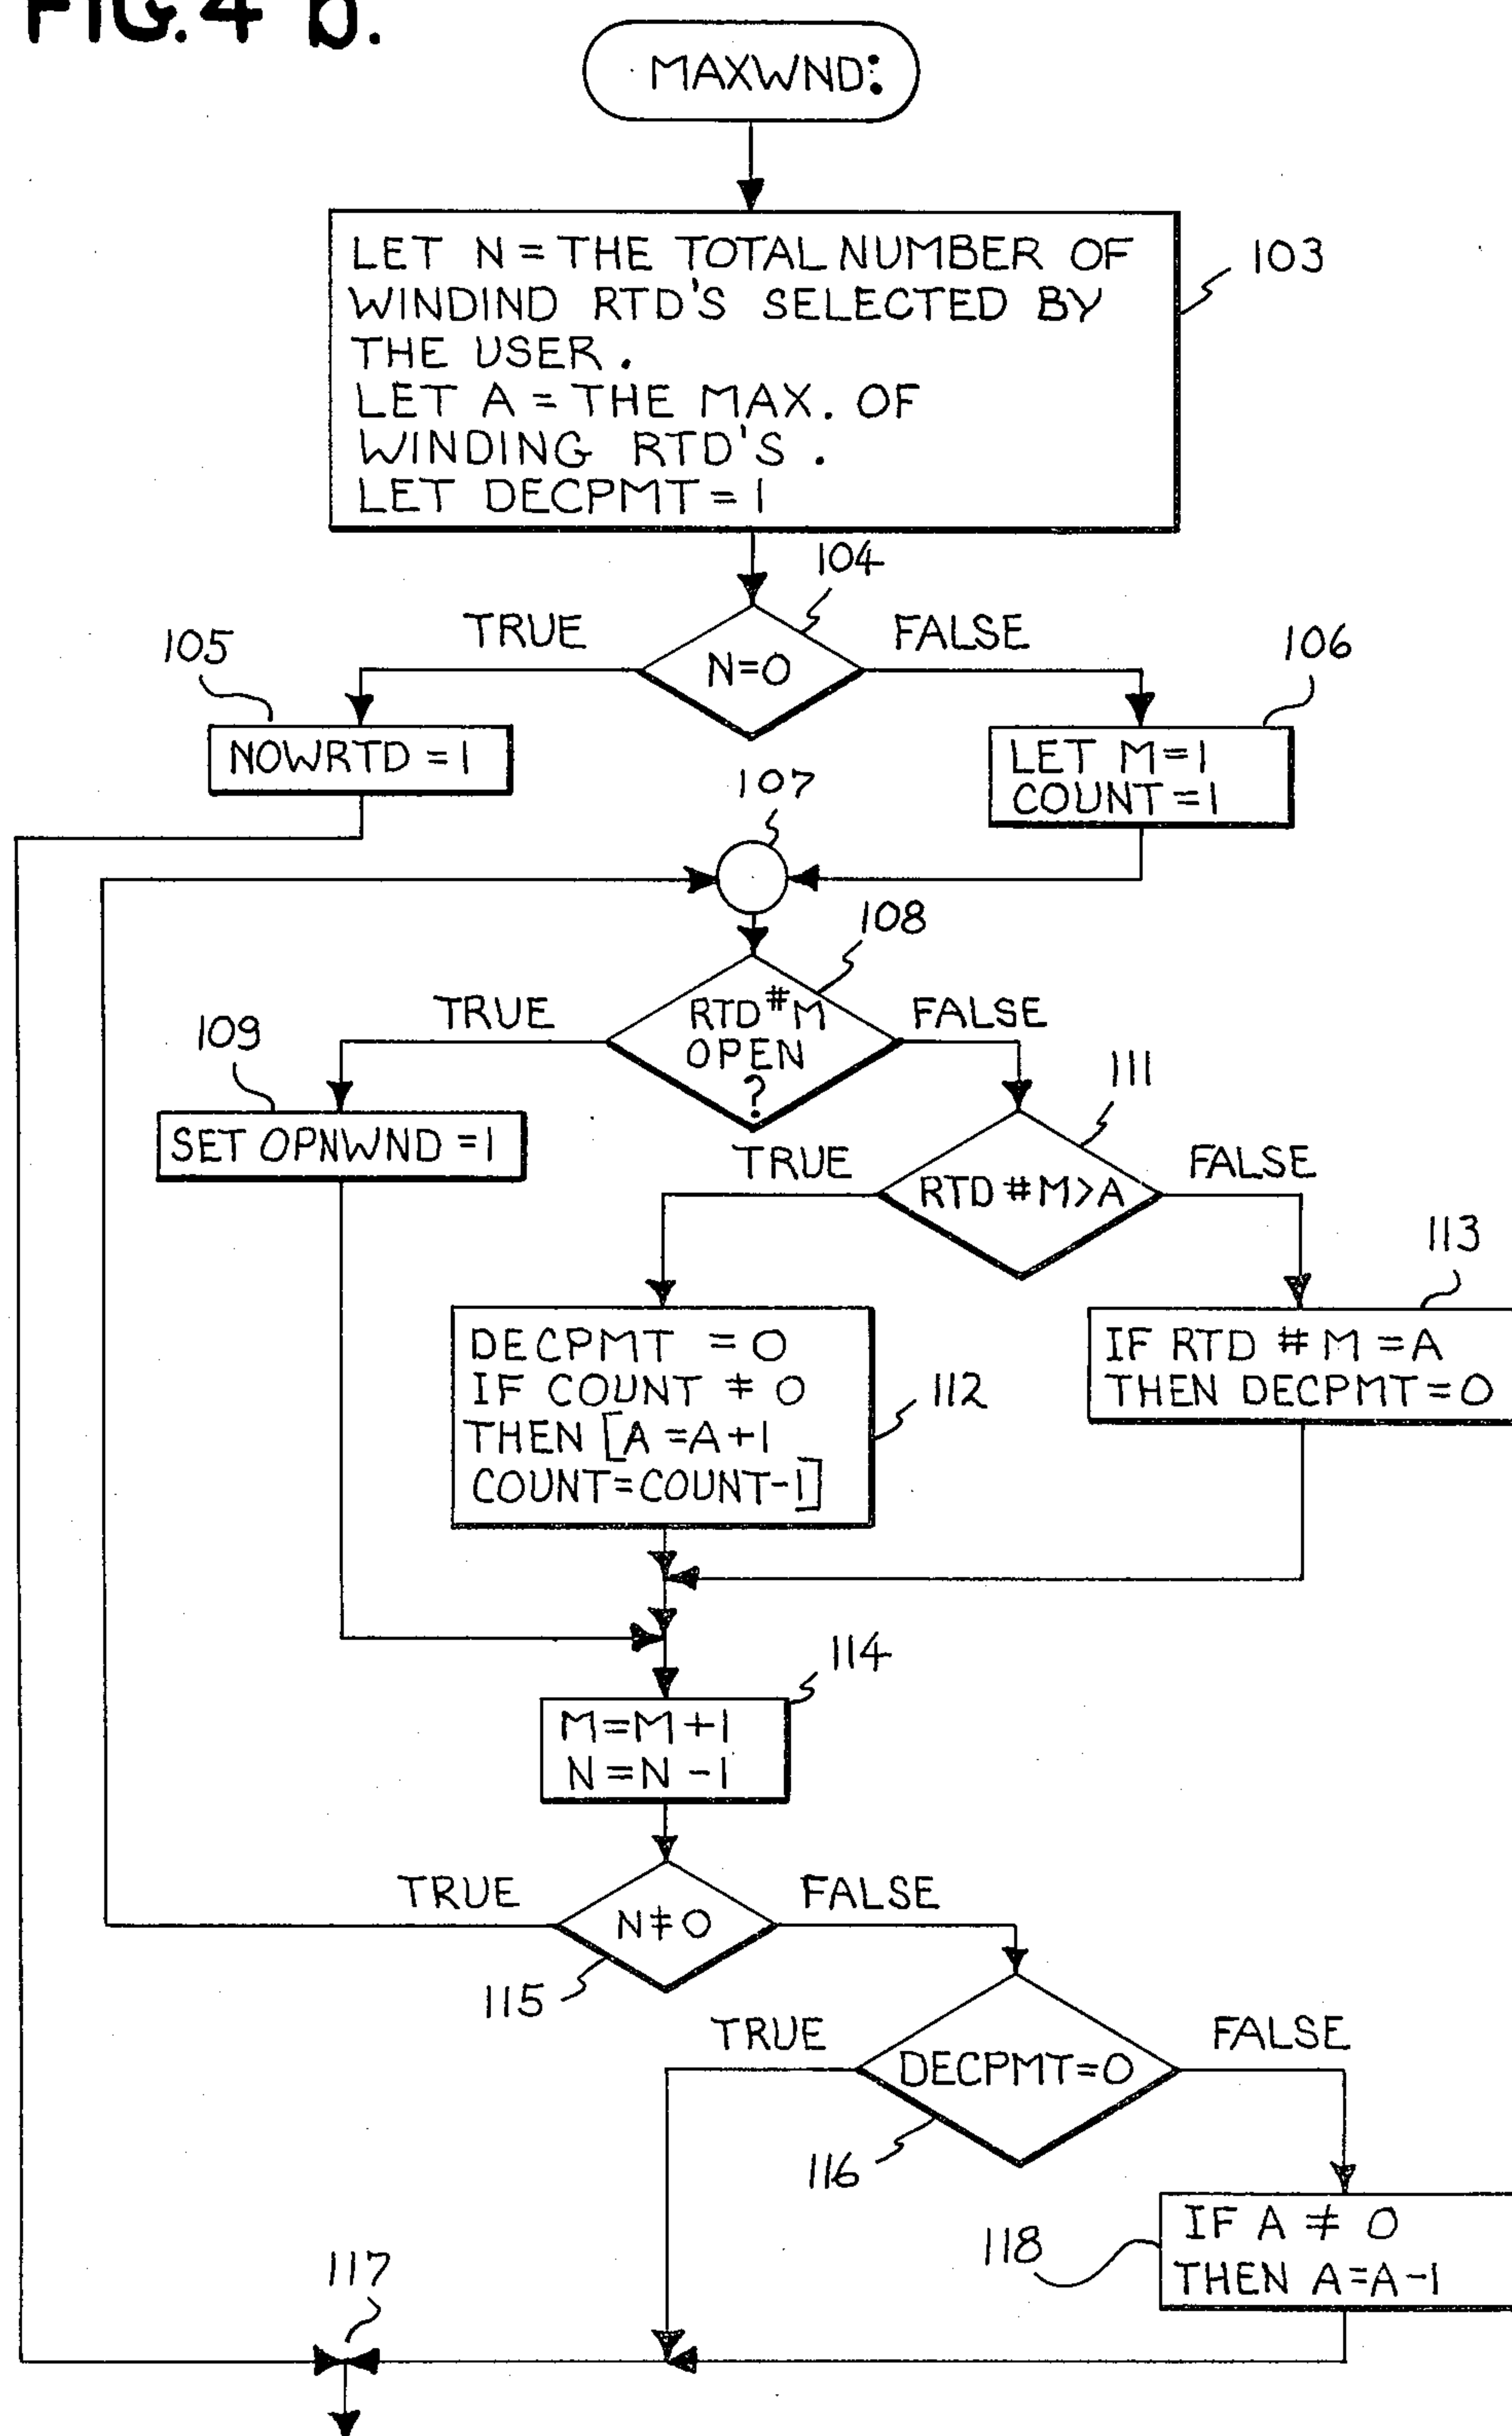 FIG. 4 b.
MAXWND:
LET N = THE TOTAL NUMBER OF
WINDIND RTD'S SELECTED BY
THE USER.
LET A = THE MAX. OF
WINDING RTD'S.
LET DECPMT = 1
103
104
TRUE
FALSE
N=0
105
106
NOWRTD = 1
LET M=1
COUNT =1
107
108
TRUE
FALSE
RTD #M
OPEN
?
109
SET OPNWND = 1
111
TRUE
FALSE
RTD #M>A
113
DECPMT = 0
IF COUNT ≠ 0
THEN [A =A+1
COUNT=COUNT-1]
112
IF RTD # M =A
THEN DECPMT=0
114
M=M+1
N=N-1
TRUE
FALSE
N≠0
115
TRUE
FALSE
DECPMT=0
116
118
IF A ≠ 0
THEN A=A-1
117